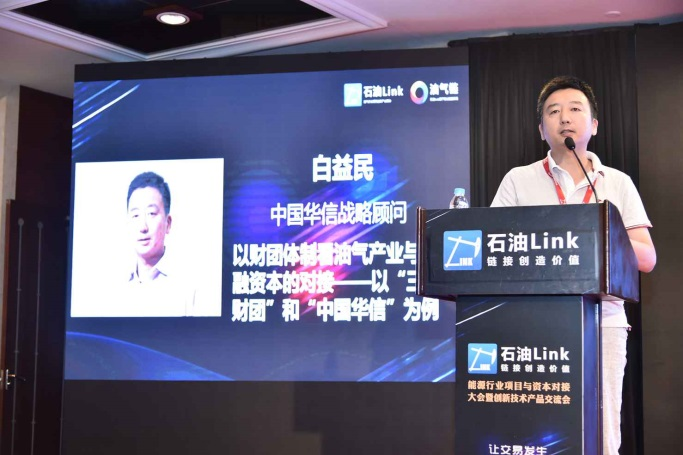 石油Link
油气链
白益民
中国华信战略顾问
以财团体制看油气产业与
融资本的对接——以“三
财团”和“中国华信”为例
LINK
石油Link
链接创造价值
石油Link
链接创造价值
能源行业项目与资本对接
大会暨创新技术产品交流会
让交易发生